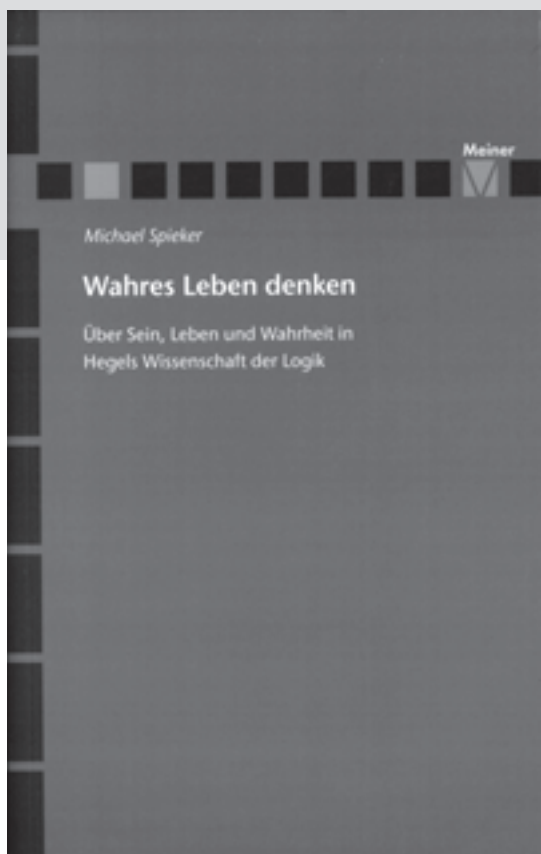 Meiner
Michael Spieker
Wahres Leben denken
Über Sein, Leben und Wahrheit in
Hegels Wissenschaft der Logik